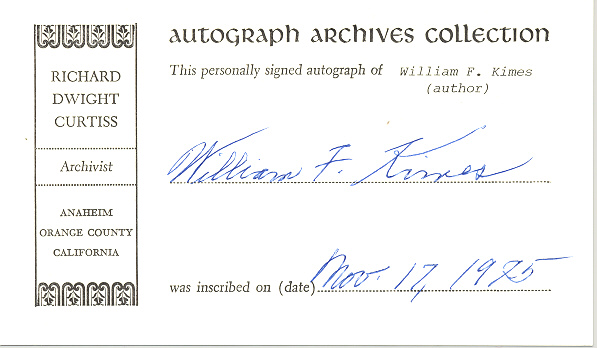 RICHARD
DWIGHT
CURTISS
Archivist
ANAHEIM
ORANGE COUNTY
CALIFORNIA
autograph archives collection
This personally signed autograph of William F. Kimes
(author)
William F. Kimes
was inscribed on (date) Nov. 17, 1975